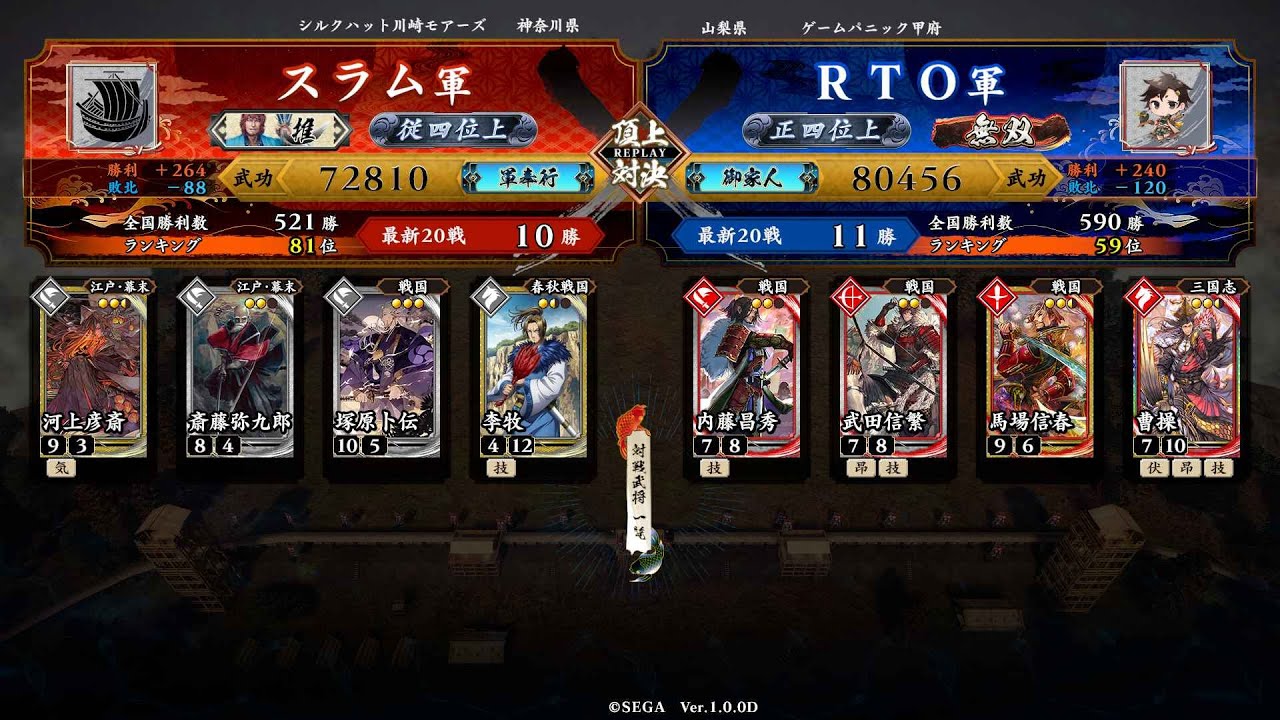 シルクハット川崎モアーズ 神奈川県
山梨県 ゲームパニック甲府
スラム軍
RTO軍
推
従四位上
頂上
REPLAY
対決
正四位上
無双
勝利 +264
敗北 -88
武功
72810
軍奉行
御家人
80456
武功
勝利 +240
敗北 -120
全国勝利数 521勝
ランキング 81位
最新20戦 10勝
最新20戦 11勝
全国勝利数 590勝
ランキング 59位
江戸・幕末
河上彦斎
9 3
気
江戸・幕末
斎藤弥九郎
8 4
戦国
塚原卜伝
10 5
春秋戦国
李牧
4 12
技
対戦武将一覧
戦国
内藤昌秀
7 8
技
戦国
武田信繁
7 8
昂 技
戦国
馬場信春
9 6
三国志
曹操
7 10
伏 昂 技
©SEGA Ver.1.0.0D